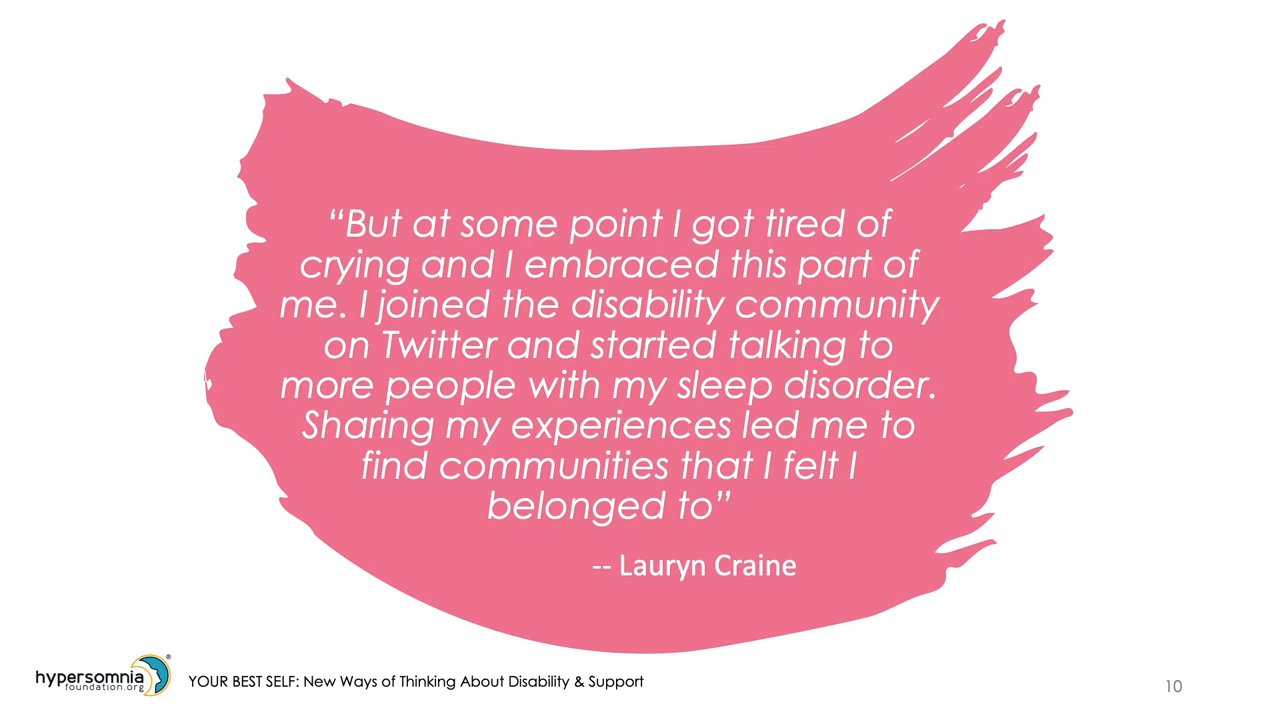 “But at some point I got tired of
crying and I embraced this part of
me. I joined the disability community
on Twitter and started talking to
more people with my sleep disorder.
Sharing my experiences led me to
find communities that I felt I
belonged to”
-- Lauryn Craine
hypersomnia®
foundation.org
YOUR BEST SELF: New Ways of Thinking About Disability & Support
10